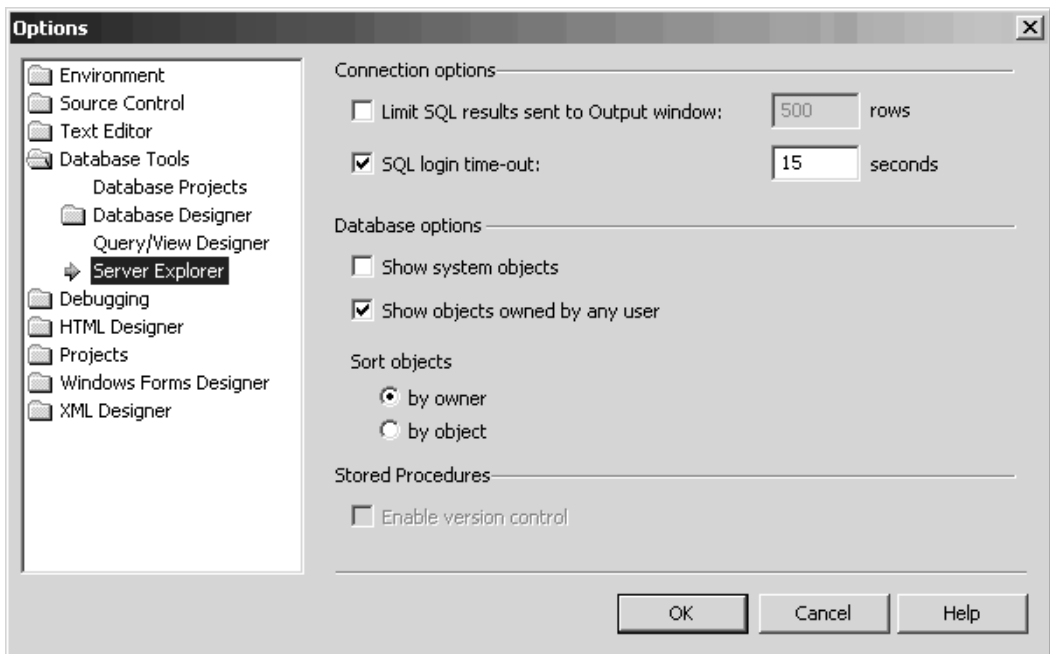 Options
Environment
Source Control
Text Editor
Database Tools
Database Projects
Database Designer
Query/View Designer
Server Explorer
Debugging
HTML Designer
Projects
Windows Forms Designer
XML Designer
Connection options
Limit SQL results sent to Output window: 500 rows
SQL login time-out: 15 seconds
Database options
Show system objects
Show objects owned by any user
Sort objects
by owner
by object
Stored Procedures
Enable version control
OK Cancel Help